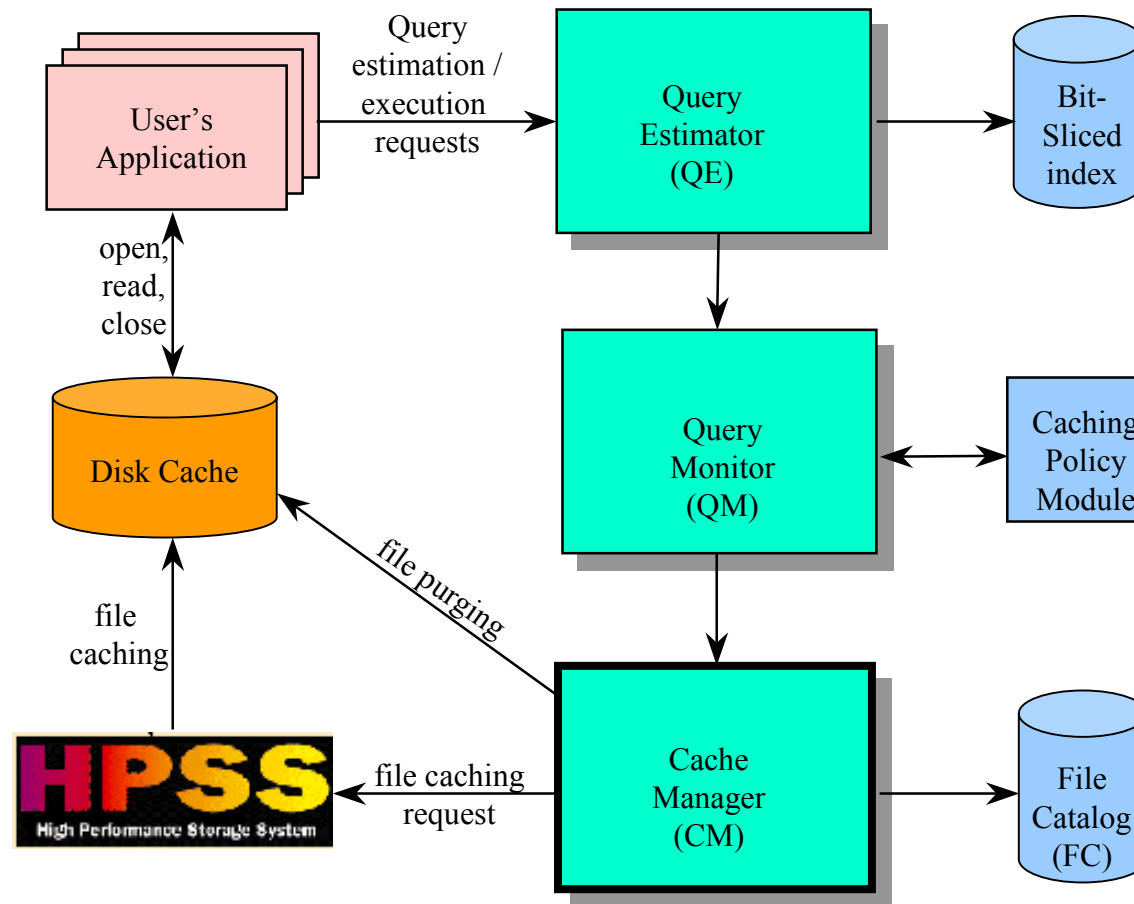 Query
estimation /
execution
requests
User's
Application
Query
Estimator
(QE)
Bit-
Sliced
index
open,
read,
close
Disk Cache
Query
Monitor
(QM)
Caching
Policy
Module
file purging
file
caching
HPSS
High Performance Storage System
file caching
request
Cache
Manager
(CM)
File
Catalog
(FC)